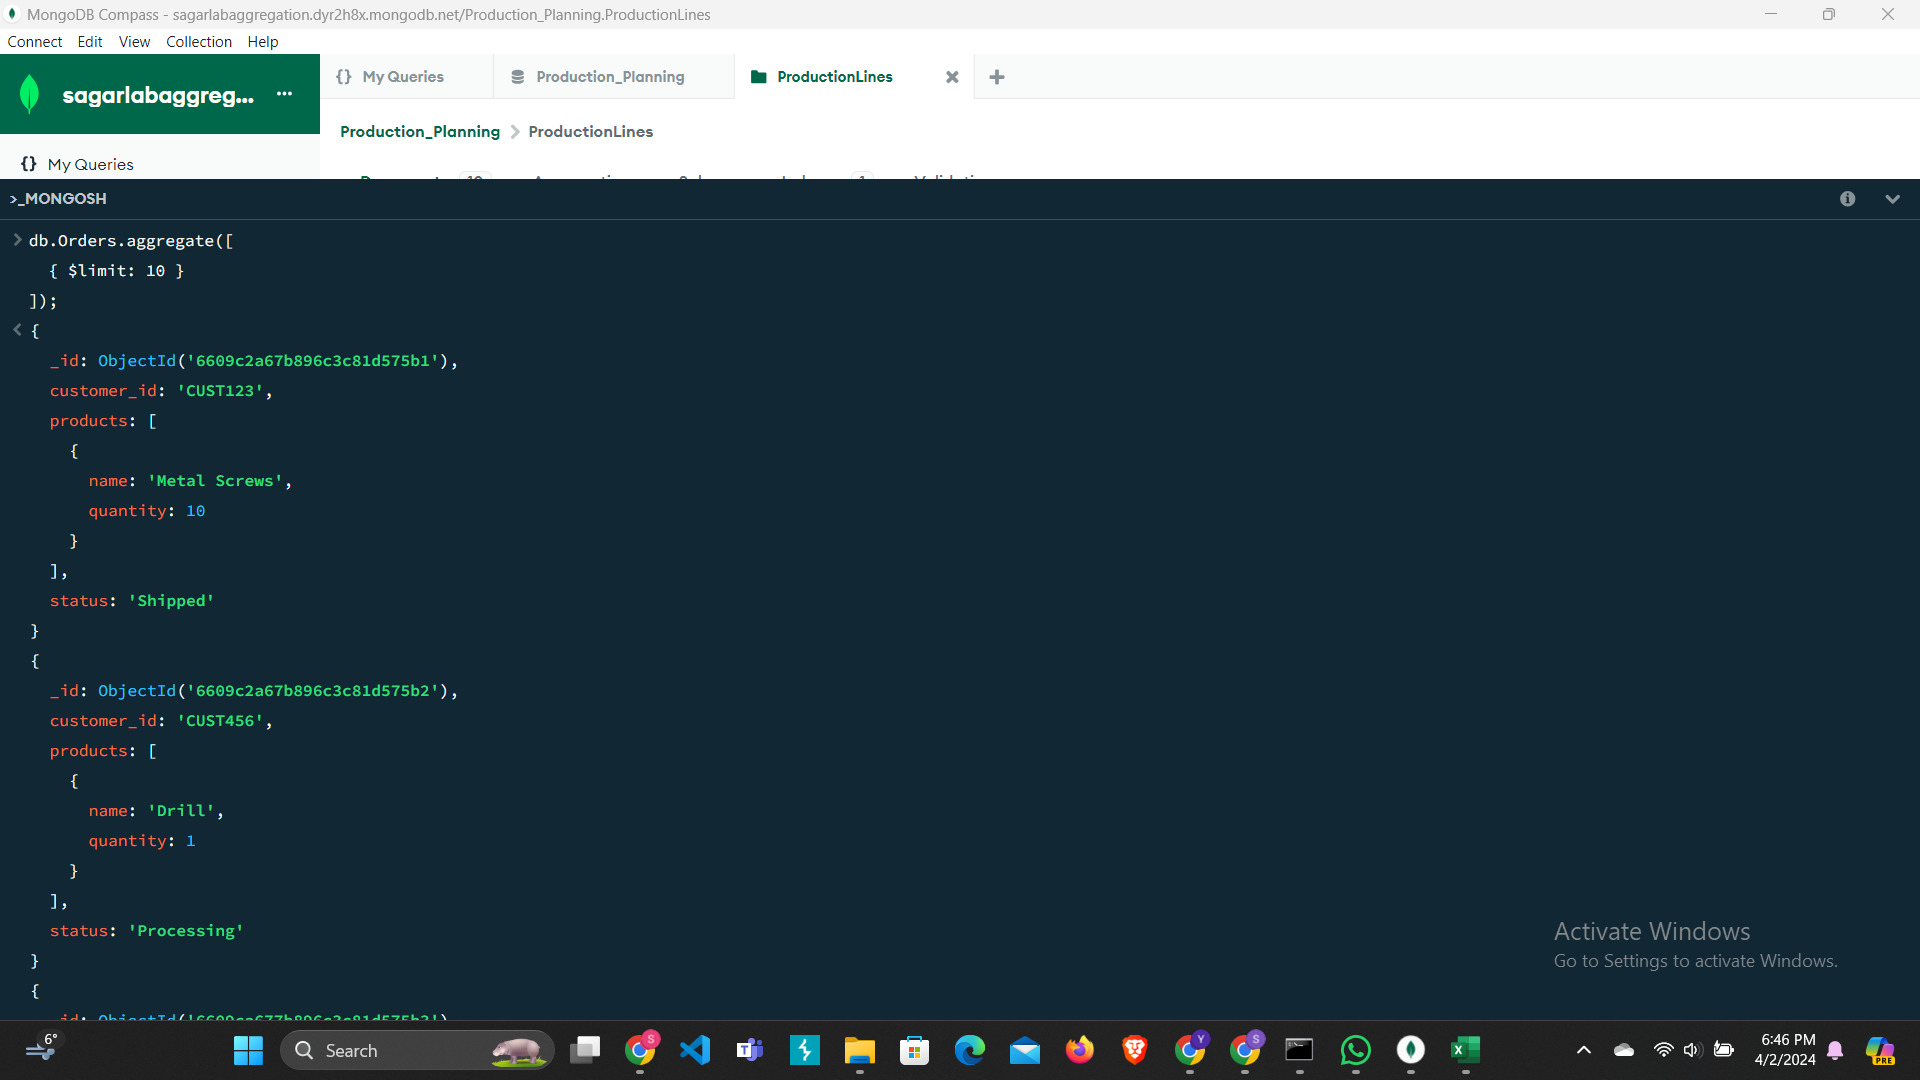 MongoDB Compass - sagarlabaggregation.dyr2h8x.mongodb.net/Production_Planning.ProductionLines
Connect Edit View Collection Help
sagarlabaggreg... ...
{} My Queries
Production_Planning
ProductionLines
Production_Planning > ProductionLines
{} My Queries
>_MONGOSH
> db.Orders.aggregate([
{ $limit: 10 }
]);
< {
_id: ObjectId('6609c2a67b896c3c81d575b1'),
customer_id: 'CUST123',
products: [
{
name: 'Metal Screws',
quantity: 10
}
],
status: 'Shipped'
}
{
_id: ObjectId('6609c2a67b896c3c81d575b2'),
customer_id: 'CUST456',
products: [
{
name: 'Drill',
quantity: 1
}
],
status: 'Processing'
}
{
Activate Windows
Go to Settings to activate Windows.
6°
Search
S
Y
S
6:46 PM
4/2/2024
PRE